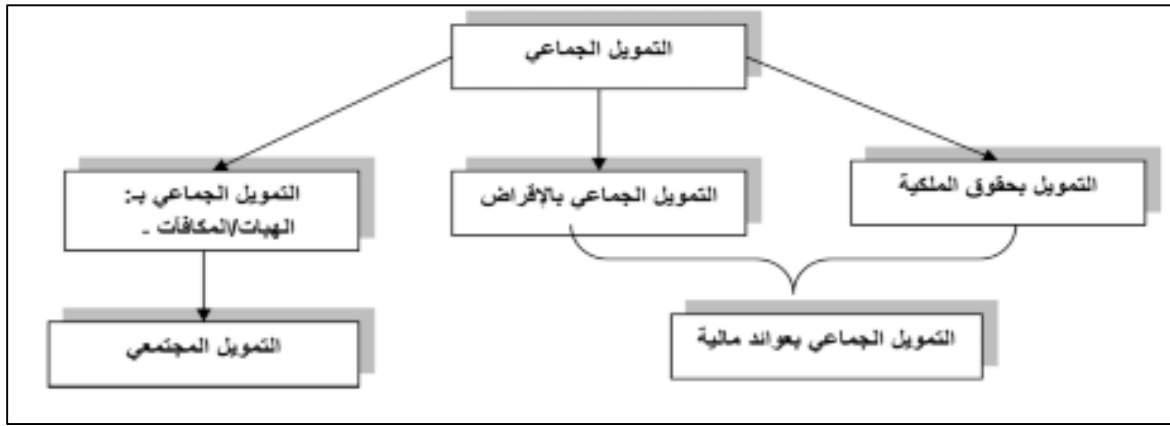 التمويل الجماعي
التمويل بحقوق الملكية
التمويل الجماعي بالإقراض
التمويل الجماعي بـ:
الهبات/المكافآت -
التمويل الجماعي بعوائد مالية
التمويل المجتمعي